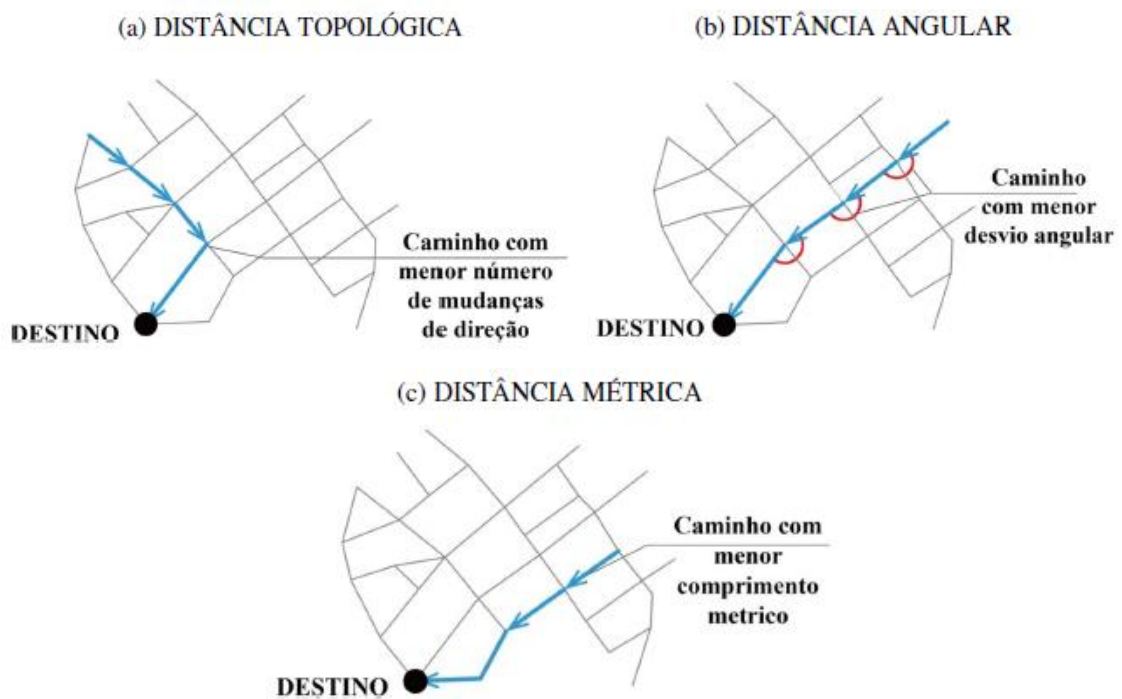 (a) DISTÂNCIA TOPOLÓGICA
(b) DISTÂNCIA ANGULAR
Carninho com
menor número
de mudanças
de direção
DESTINO
Caminho
com menor
desvio angular
DESTINO
(c) DISTÂNCIA MÉTRICA
Caminho com
menor
comprimento
metrico
DESTINO